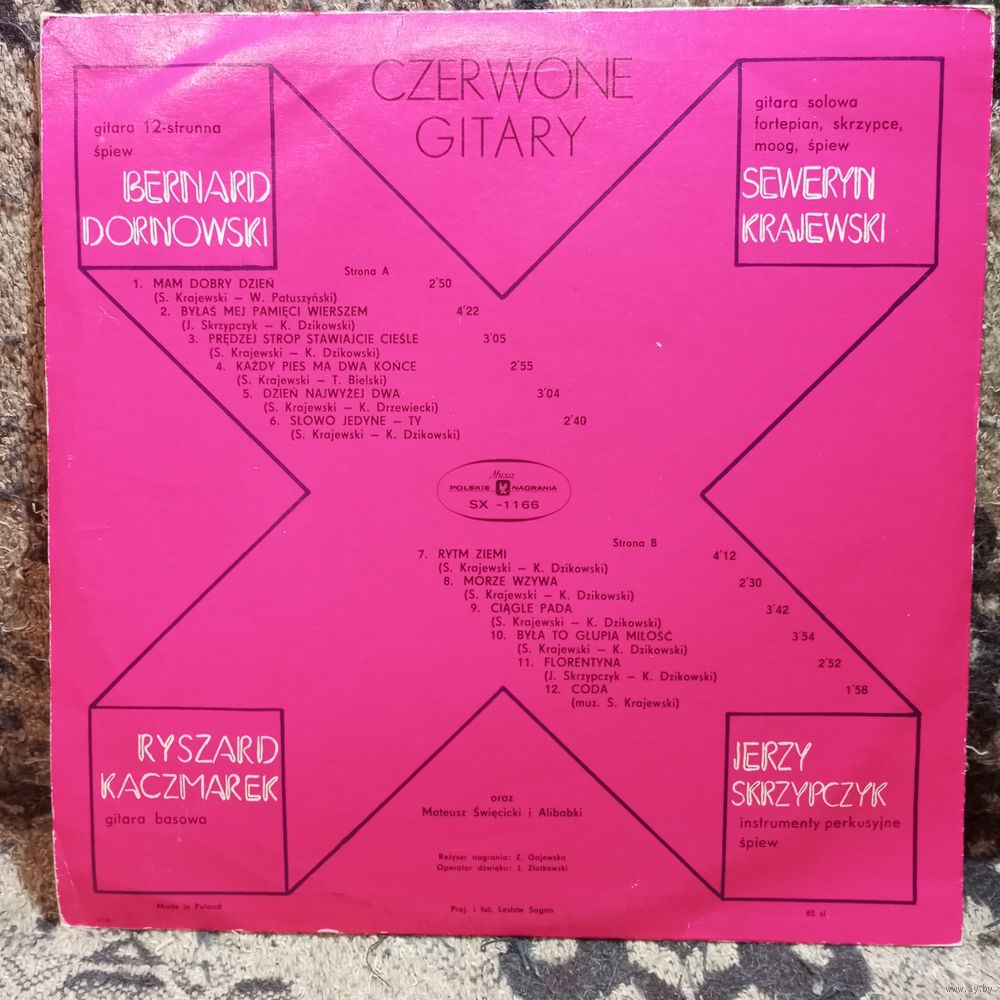 CZERWONE
GITARY
gitara 12-strunna
śpiew
BERNARD
DORNOWSKI
gitara solowa
fortepian, skrzypce,
moog, śpiew
SEWERYN
KRAJEWSKI
Strona A
1. MAM DOBRY DZIEŃ 2'50
(S. Krajewski — W. Patuszyński)
2. BYŁAŚ MEJ PAMIĘCI WIERSZEM 4'22
(J. Skrzypczyk — K. Dzikowski)
3. PRĘDZEJ STROP STAWIAJCIE CIEŚLE 3'05
(S. Krajewski — K. Dzikowski)
4. KAŻDY PIES MA DWA KOŃCE 2'55
(S. Krajewski — T. Bielski)
5. DZIEŃ NAJWYŻEJ DWA 3'04
(S. Krajewski — K. Drzewiecki)
6. SŁOWO JEDYNE — TY 2'40
(S. Krajewski — K. Dzikowski)
Muza
POLSKIE NAGRANIA
SX -1166
Strona B
7. RYTM ZIEMI 4'12
(S. Krajewski — K. Dzikowski)
8. MORZE WZYWA 2'30
(S. Krajewski — K. Dzikowski)
9. CIĄGLE PADA 3'42
(S. Krajewski — K. Dzikowski)
10. BYŁA TO GŁUPIA MIŁOŚĆ 3'54
(S. Krajewski — K. Dzikowski)
11. FLORENTYNA 2'52
(J. Skrzypczyk — K. Dzikowski)
12. CODA 1'58
(muz. S. Krajewski)
RYSZARD
KACZMAREK
gitara basowa
JERZY
SKRZYPCZYK
instrumenty perkusyjne
śpiew
oraz
Mateusz Święcicki i Alibabki
Reżyser nagrania: Z. Gajewska
Operator dźwięku: J. Złotkowski
Made in Poland
Proj. i fot. Lesław Sagan
65 zł
www.ay.by